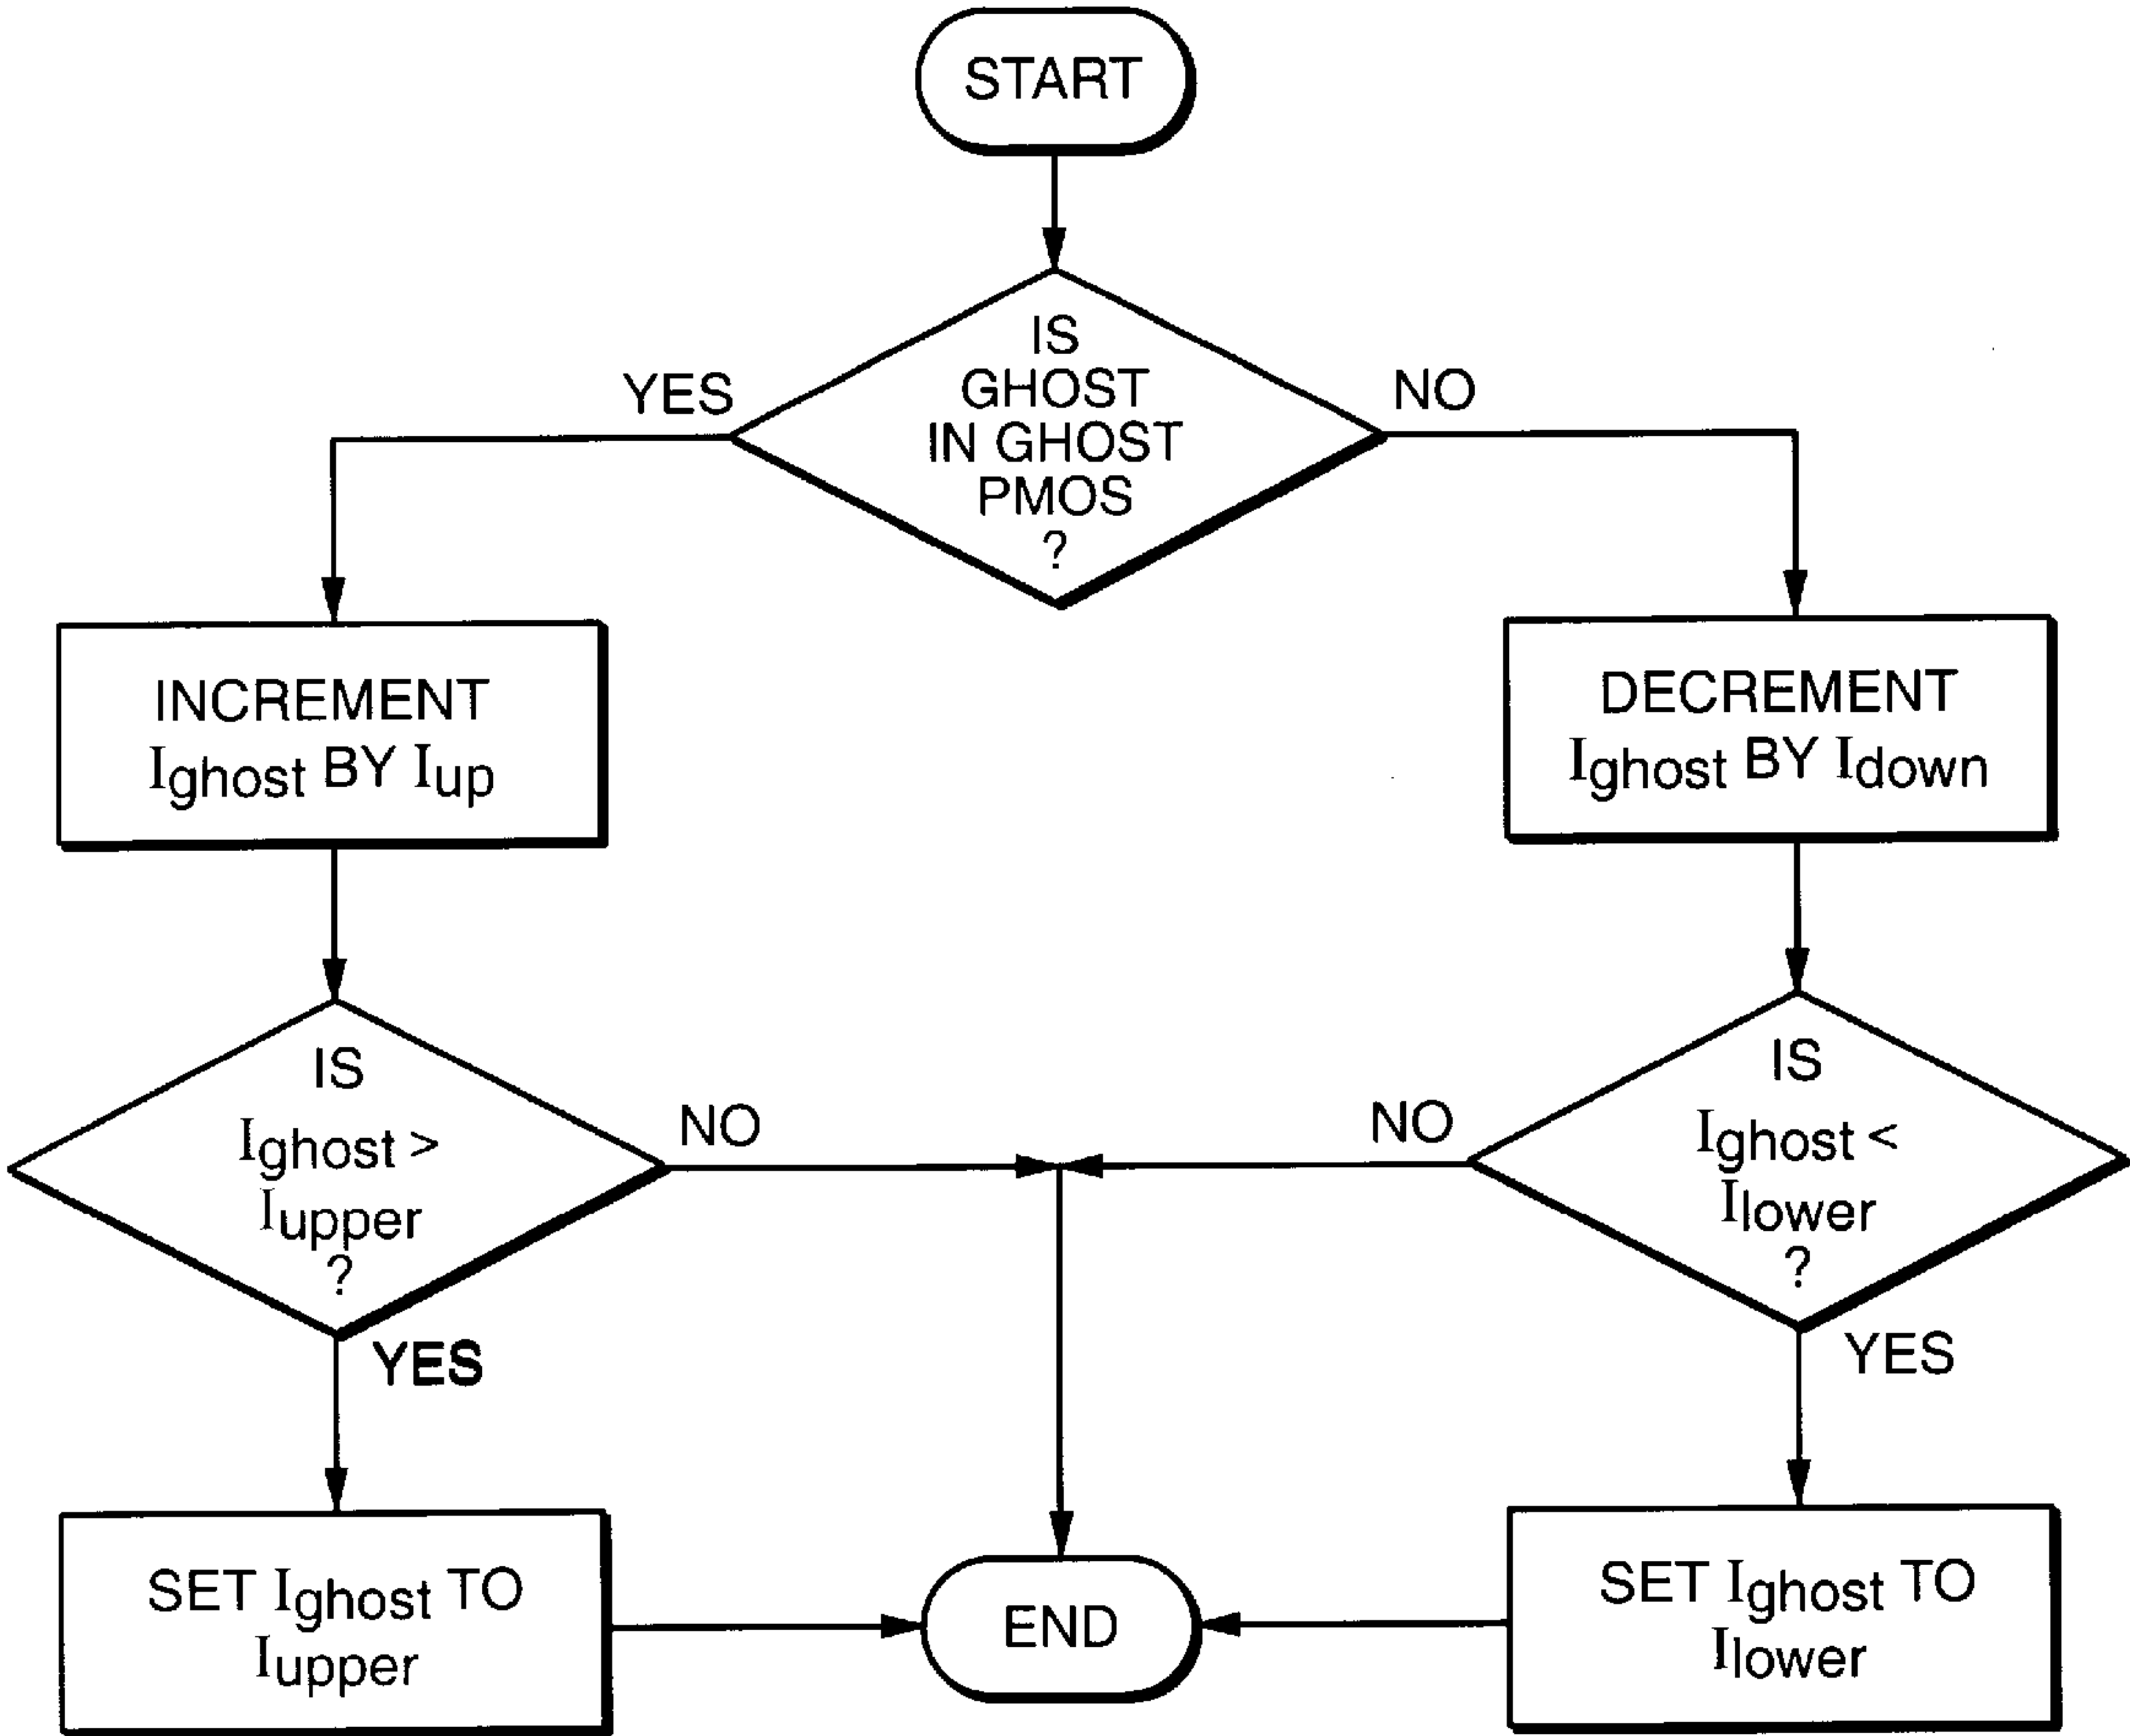 START
IS
GHOST
IN GHOST
PMOS
?
YES
NO
INCREMENT
Ighost BY Iup
DECREMENT
Ighost BY Idown
IS
Ighost >
Iupper
?
NO
YES
IS
Ighost <
Ilower
?
NO
YES
SET Ighost TO
Iupper
END
SET Ighost TO
Ilower